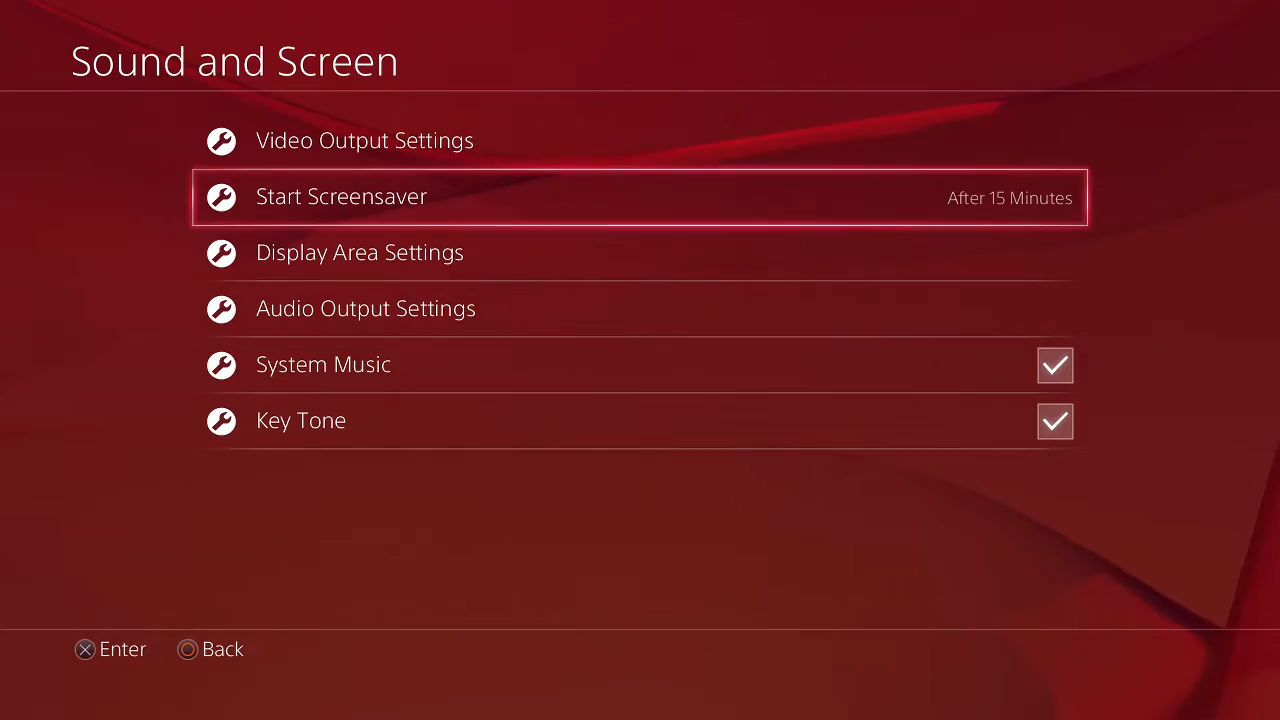 Sound and Screen
Video Output Settings
Start Screensaver After 15 Minutes
Display Area Settings
Audio Output Settings
System Music
Key Tone
Enter Back